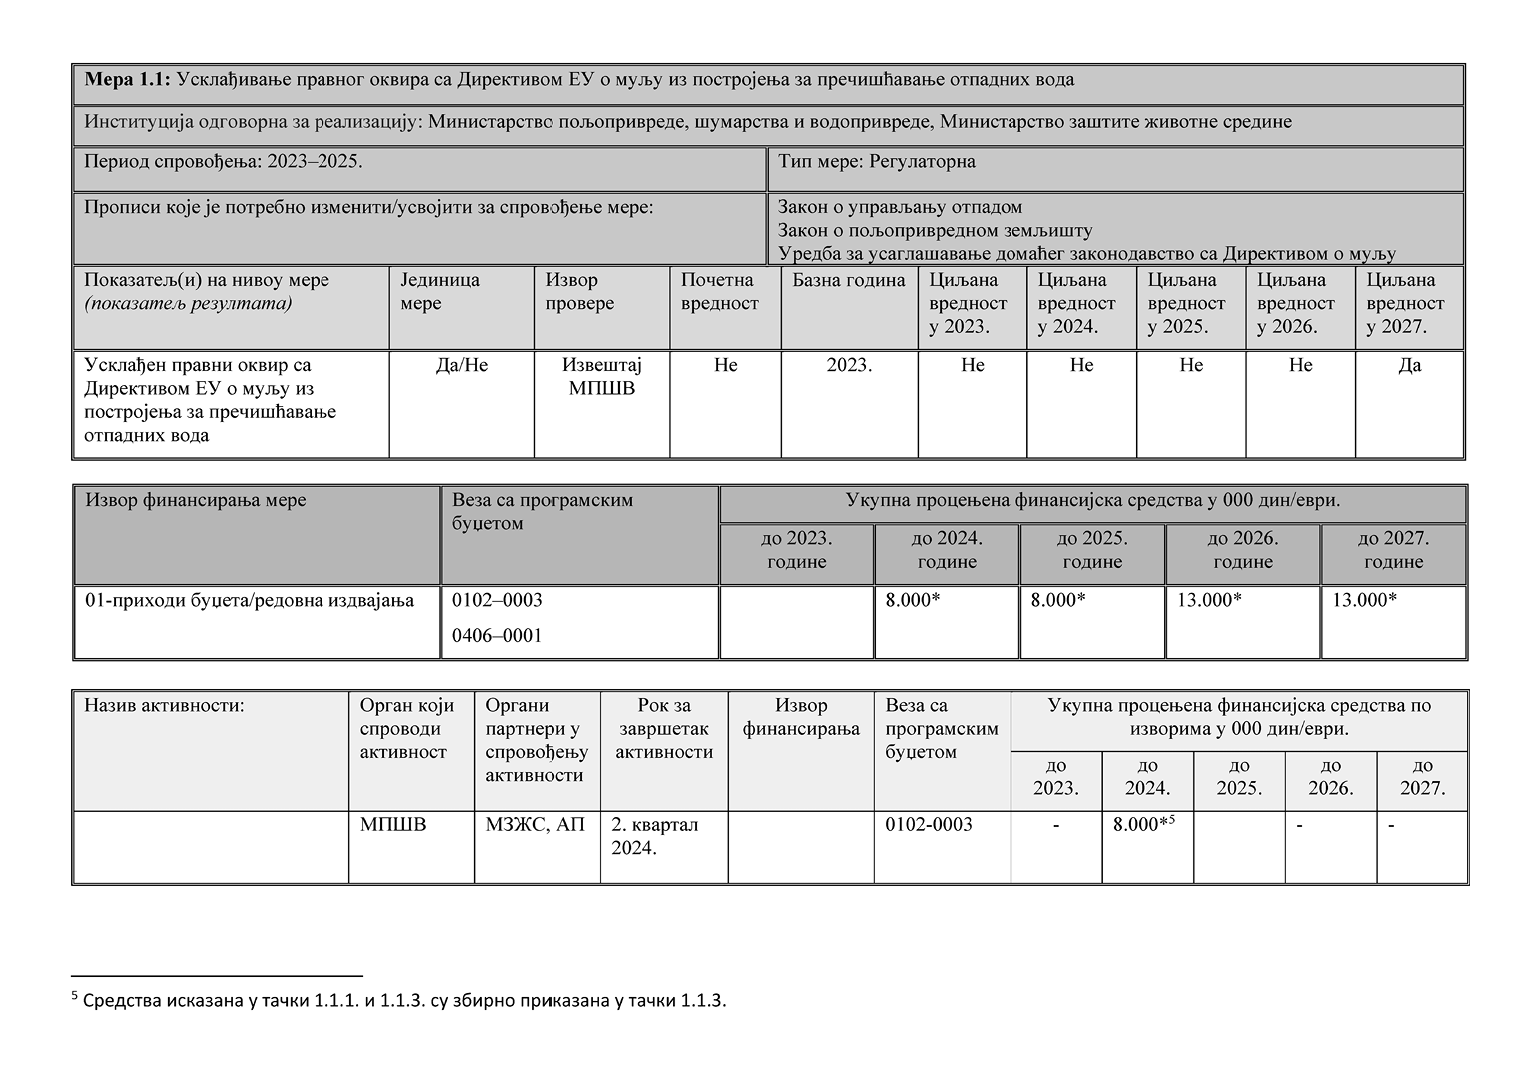 Мера 1.1: Усклађивање правног оквира са Директивом ЕУ о муљу из постројења за пречишћавање отпадних вода
Институција одговорна за реализацију: Министарство пољопривреде, шумарства и водопривреде, Министарство заштите животне средине
Период спровођења: 2023–2025.
Тип мере: Регулаторна
Прописи које је потребно изменити/усвојити за спровођење мере:
Закон о управљању отпадом
Закон о пољопривредном земљишту
Уредба за усаглашавање домаћег законодавство са Директивом о муљу
Показатељ(и) на нивоу мере
(показатељ резултата)
Јединица
мере
Извор
провере
Почетна
вредност
Базна година
Циљана
вредност
у 2023.
Циљана
вредност
у 2024.
Циљана
вредност
у 2025.
Циљана
вредност
у 2026.
Циљана
вредност
у 2027.
Усклађен правни оквир са
Директивом ЕУ о муљу из
постројења за пречишћавање
отпадних вода
Да/Не
Извештај
МПШВ
Не
2023.
Не
Не
Не
Не
Да
Извор финансирања мере
Веза са програмским
буџетом
Укупна процењена финансијска средства у 000 дин/еври.
до 2023.
године
до 2024.
године
до 2025.
године
до 2026.
године
до 2027.
године
01-приходи буџета/редовна издвајања
0102–0003
0406–0001
8.000*
8.000*
13.000*
13.000*
Назив активности:
Орган који
спроводи
активност
Органи
партнери у
спровођењу
активности
Рок за
завршетак
активности
Извор
финансирања
Веза са
програмским
буџетом
Укупна процењена финансијска средства по
изворима у 000 дин/еври.
до
2023.
до
2024.
до
2025.
до
2026.
до
2027.
МПШВ
МЗЖС, АП
2. квартал
2024.
0102-0003
-
8.000*⁵
-
-
⁵ Средства исказана у тачки 1.1.1. и 1.1.3. су збирно приказана у тачки 1.1.3.